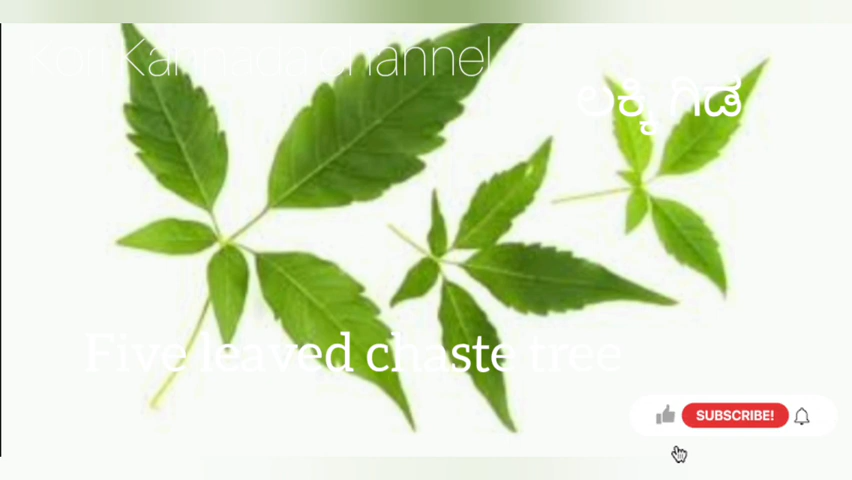 Kannada channel
ಲಕ್ಕಿ ಗಿಡ
Five leaved chaste tree
SUBSCRIBE!